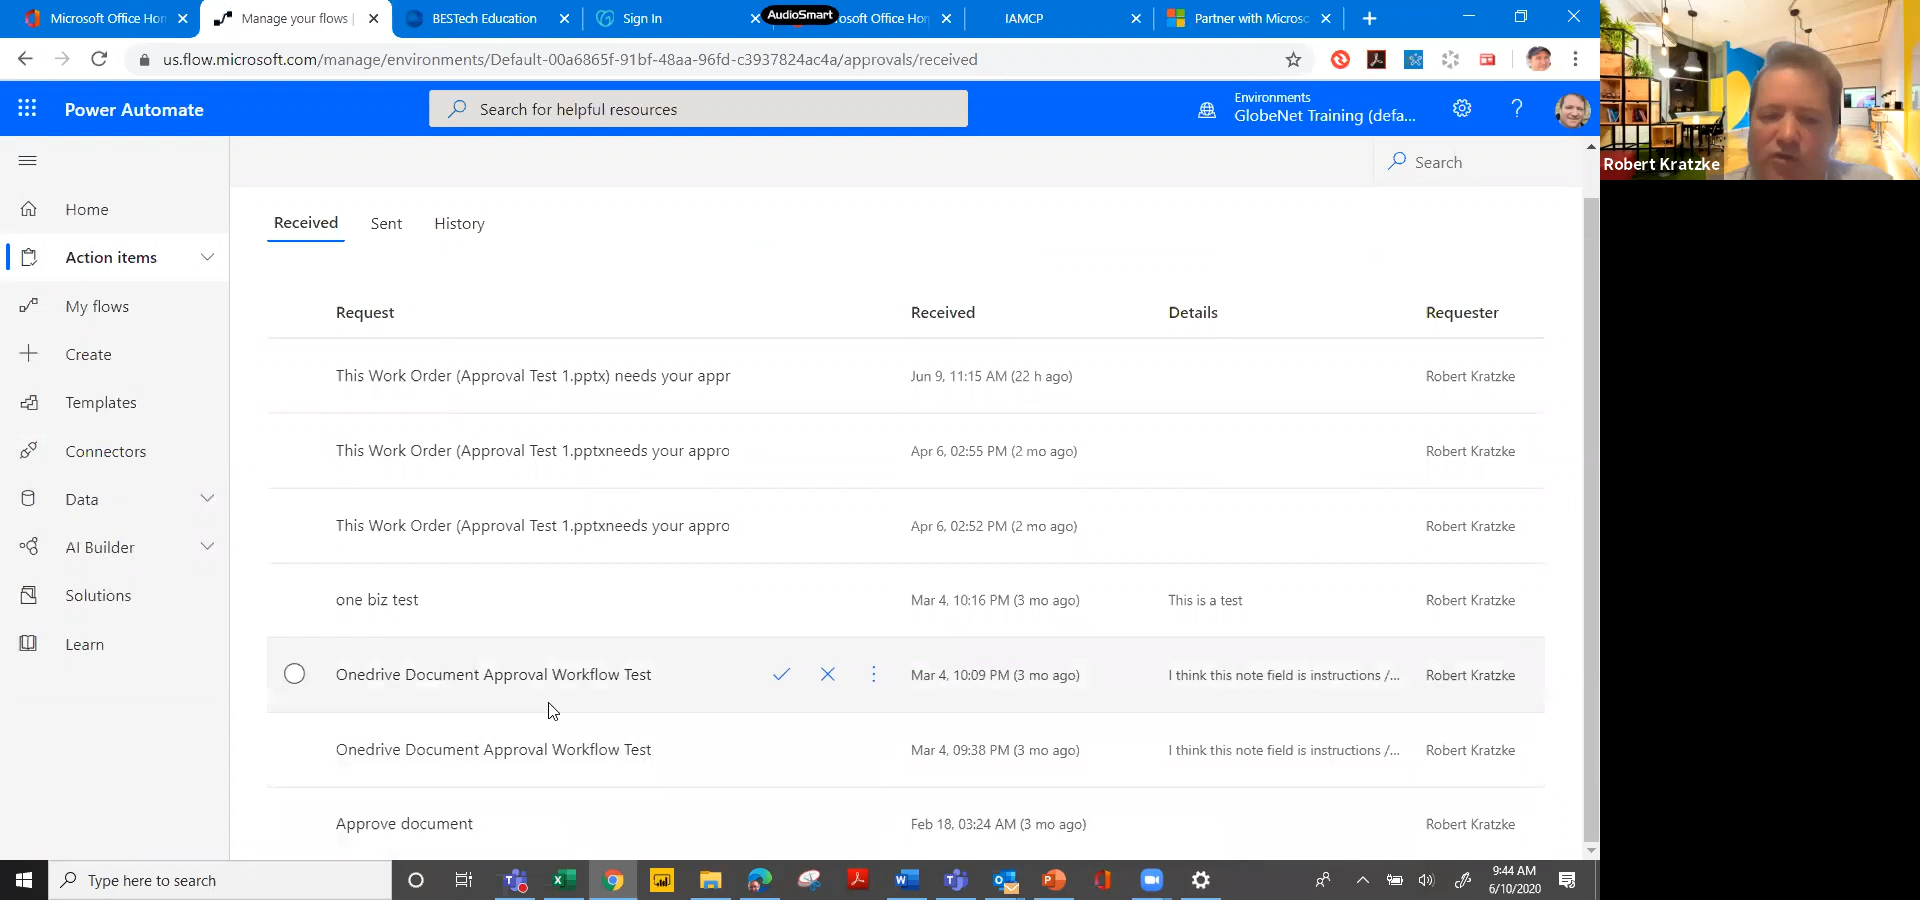 Microsoft Office Hon
Manage your flows |
BESTech Education
Sign In
AudioSmart
osoft Office Hon
IAMCP
Partner with Microso
us.flow.microsoft.com/manage/environments/Default-00a6865f-91bf-48aa-96fd-c3937824ac4a/approvals/received
Power Automate
Search for helpful resources
Environments
GlobeNet Training (defa...
Robert Kratzke
Search
Home
Action items
My flows
Create
Templates
Connectors
Data
AI Builder
Solutions
Learn
Received Sent History
Request Received Details Requester
This Work Order (Approval Test 1.pptx) needs your appr Jun 9, 11:15 AM (22 h ago) Robert Kratzke
This Work Order (Approval Test 1.pptxneeds your appro Apr 6, 02:55 PM (2 mo ago) Robert Kratzke
This Work Order (Approval Test 1.pptxneeds your appro Apr 6, 02:52 PM (2 mo ago) Robert Kratzke
one biz test Mar 4, 10:16 PM (3 mo ago) This is a test Robert Kratzke
Onedrive Document Approval Workflow Test Mar 4, 10:09 PM (3 mo ago) I think this note field is instructions /... Robert Kratzke
Onedrive Document Approval Workflow Test Mar 4, 09:38 PM (3 mo ago) I think this note field is instructions /... Robert Kratzke
Approve document Feb 18, 03:24 AM (3 mo ago) Robert Kratzke
Type here to search
9:44 AM
6/10/2020